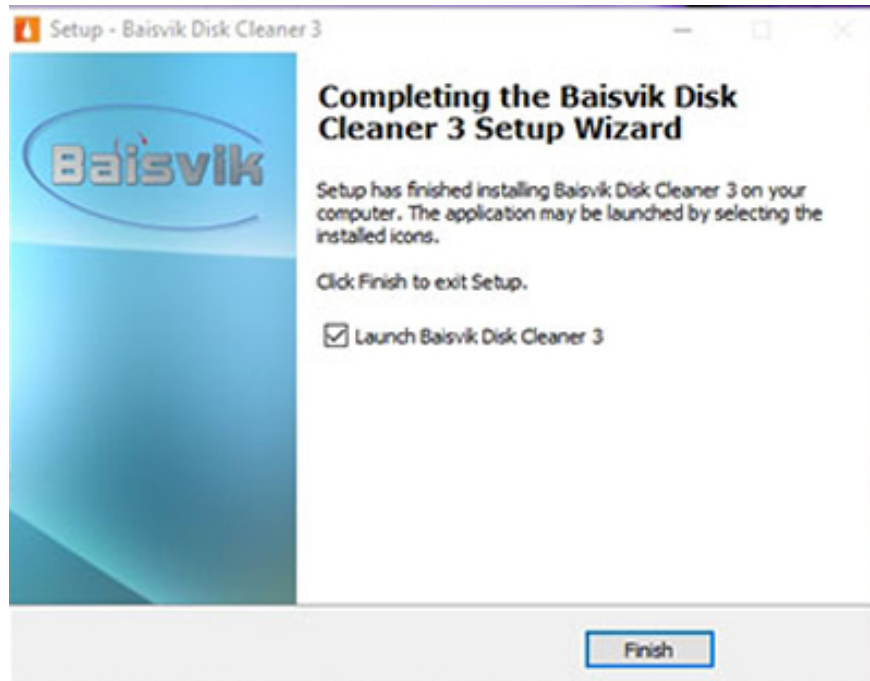 Setup - Baisvik Disk Cleaner 3
Baisvik
Completing the Baisvik Disk
Cleaner 3 Setup Wizard
Setup has finished installing Baisvik Disk Cleaner 3 on your
computer. The application may be launched by selecting the
installed icons.
Click Finish to exit Setup.
Launch Baisvik Disk Cleaner 3
Finish